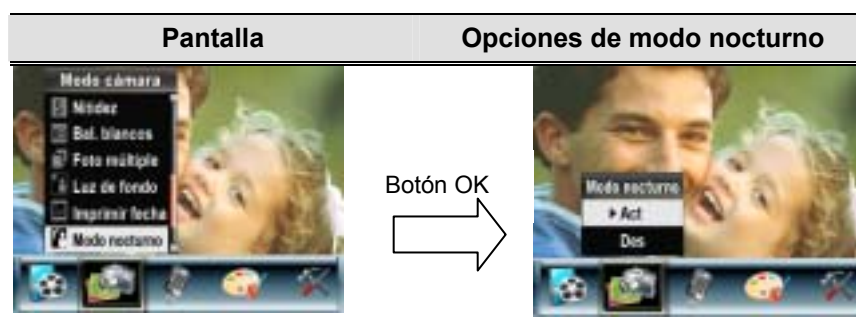 Pantalla
Opciones de modo nocturno
Modo cámara
Nitidez
Bal. blancos
Foto múltiple
Luz de fondo
Imprimir fecha
Modo nocturno
Botón OK
Modo nocturno
Act
Des